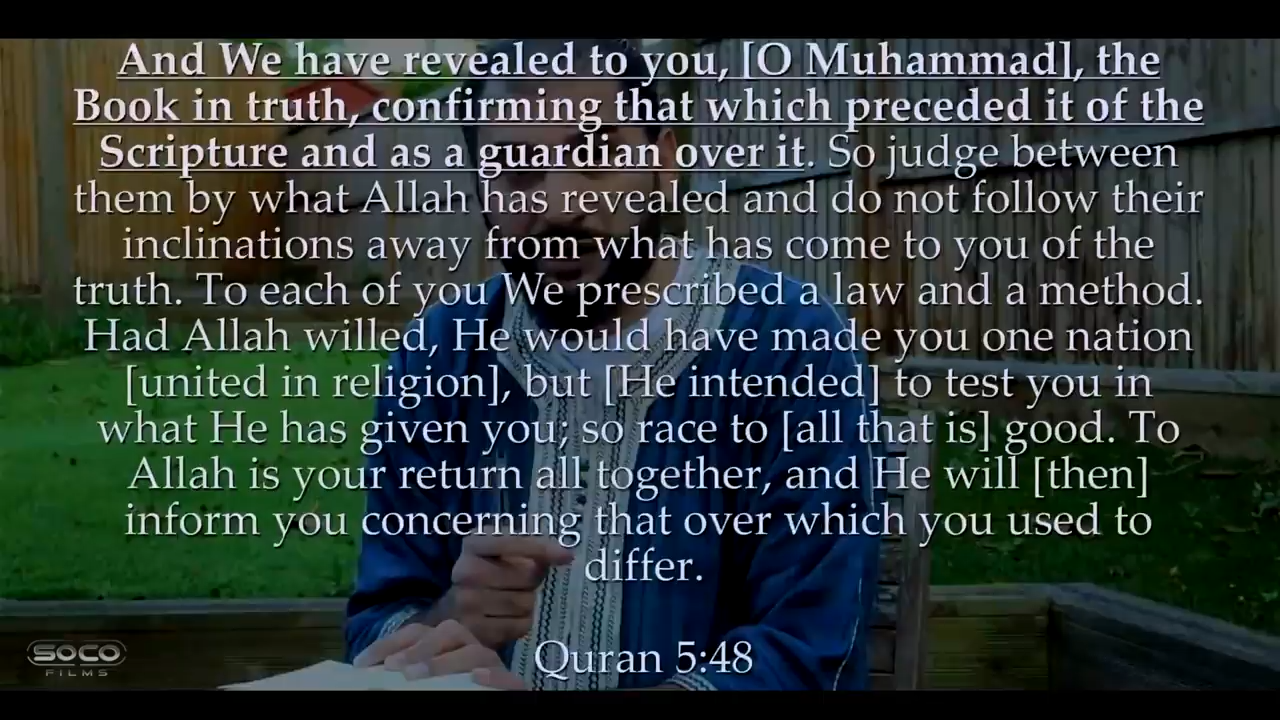 And We have revealed to you, [O Muhammad], the
Book in truth, confirming that which preceded it of the
Scripture and as a guardian over it. So judge between
them by what Allah has revealed and do not follow their
inclinations away from what has come to you of the
truth. To each of you We prescribed a law and a method.
Had Allah willed, He would have made you one nation
[united in religion], but [He intended] to test you in
what He has given you; so race to [all that is] good. To
Allah is your return all together, and He will [then]
inform you concerning that over which you used to
differ.
Quran 5:48
SOCO
FILMS